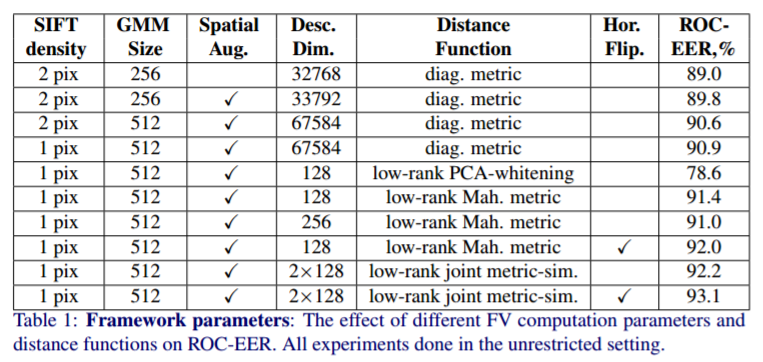 SIFT density GMM Size Spatial Aug. Desc. Dim. Distance Function Hor. Flip. ROC-EER,%
2 pix 256 32768 diag. metric 89.0
2 pix 256 ✓ 33792 diag. metric 89.8
2 pix 512 ✓ 67584 diag. metric 90.6
1 pix 512 ✓ 67584 diag. metric 90.9
1 pix 512 ✓ 128 low-rank PCA-whitening 78.6
1 pix 512 ✓ 128 low-rank Mah. metric 91.4
1 pix 512 ✓ 256 low-rank Mah. metric 91.0
1 pix 512 ✓ 128 low-rank Mah. metric ✓ 92.0
1 pix 512 ✓ 2×128 low-rank joint metric-sim. 92.2
1 pix 512 ✓ 2×128 low-rank joint metric-sim. ✓ 93.1
Table 1: Framework parameters: The effect of different FV computation parameters and
distance functions on ROC-EER. All experiments done in the unrestricted setting.